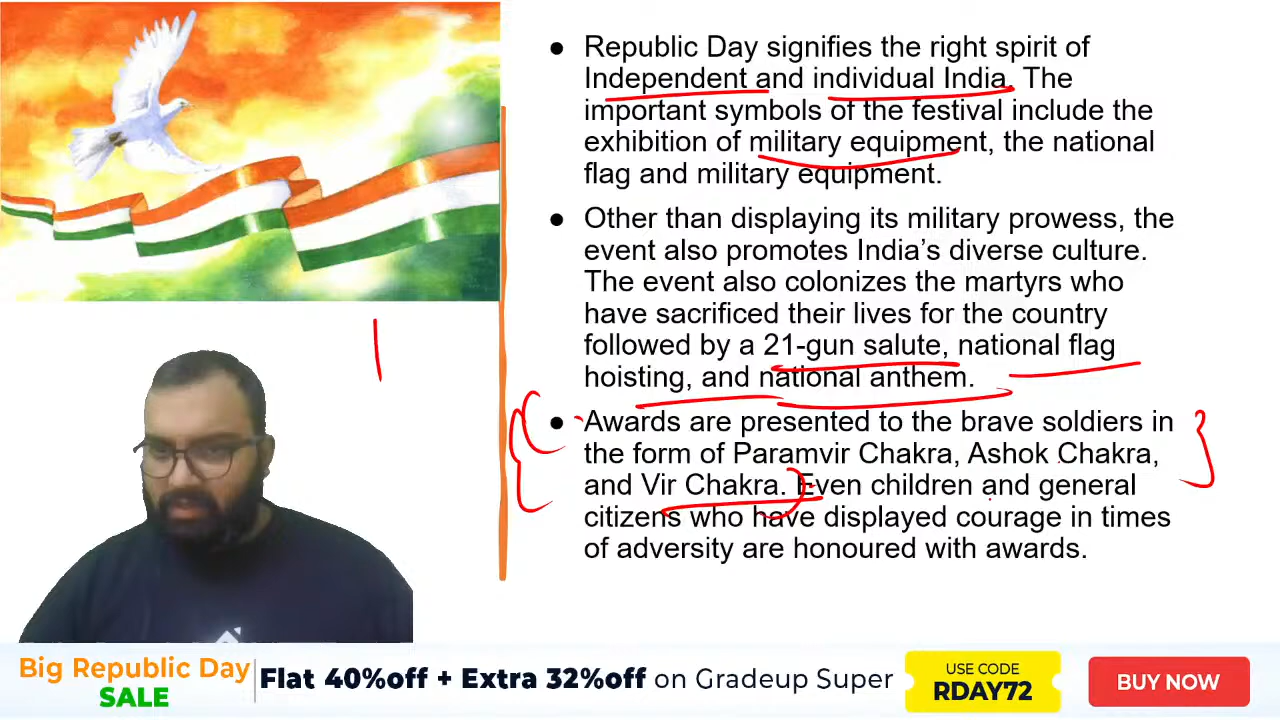 ● Republic Day signifies the right spirit of
Independent and individual India. The
important symbols of the festival include the
exhibition of military equipment, the national
flag and military equipment.
● Other than displaying its military prowess, the
event also promotes India's diverse culture.
The event also colonizes the martyrs who
have sacrificed their lives for the country
followed by a 21-gun salute, national flag
hoisting, and national anthem.
● Awards are presented to the brave soldiers in
the form of Paramvir Chakra, Ashok Chakra,
and Vir Chakra. Even children and general
citizens who have displayed courage in times
of adversity are honoured with awards.
Big Republic Day
SALE
Flat 40%off + Extra 32%off on Gradeup Super
USE CODE
RDAY72
BUY NOW